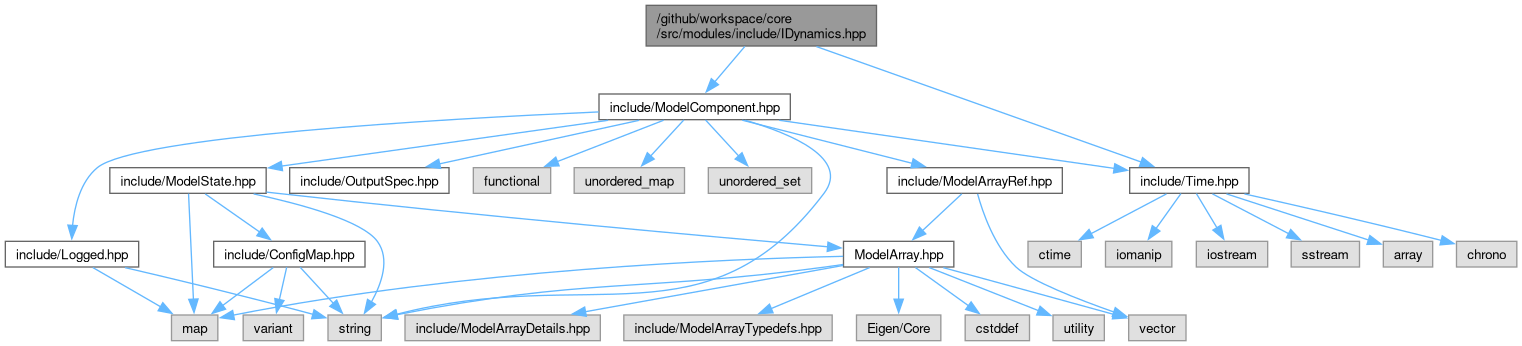 /github/workspace/core
/src/modules/include/IDynamics.hpp
include/ModelComponent.hpp
include/ModelState.hpp
include/OutputSpec.hpp
functional
unordered_map
unordered_set
include/ModelArrayRef.hpp
include/Time.hpp
include/Logged.hpp
include/ConfigMap.hpp
ModelArray.hpp
ctime
iomanip
iostream
sstream
array
chrono
map
variant
string
include/ModelArrayDetails.hpp
include/ModelArrayTypedefs.hpp
Eigen/Core
cstddef
utility
vector